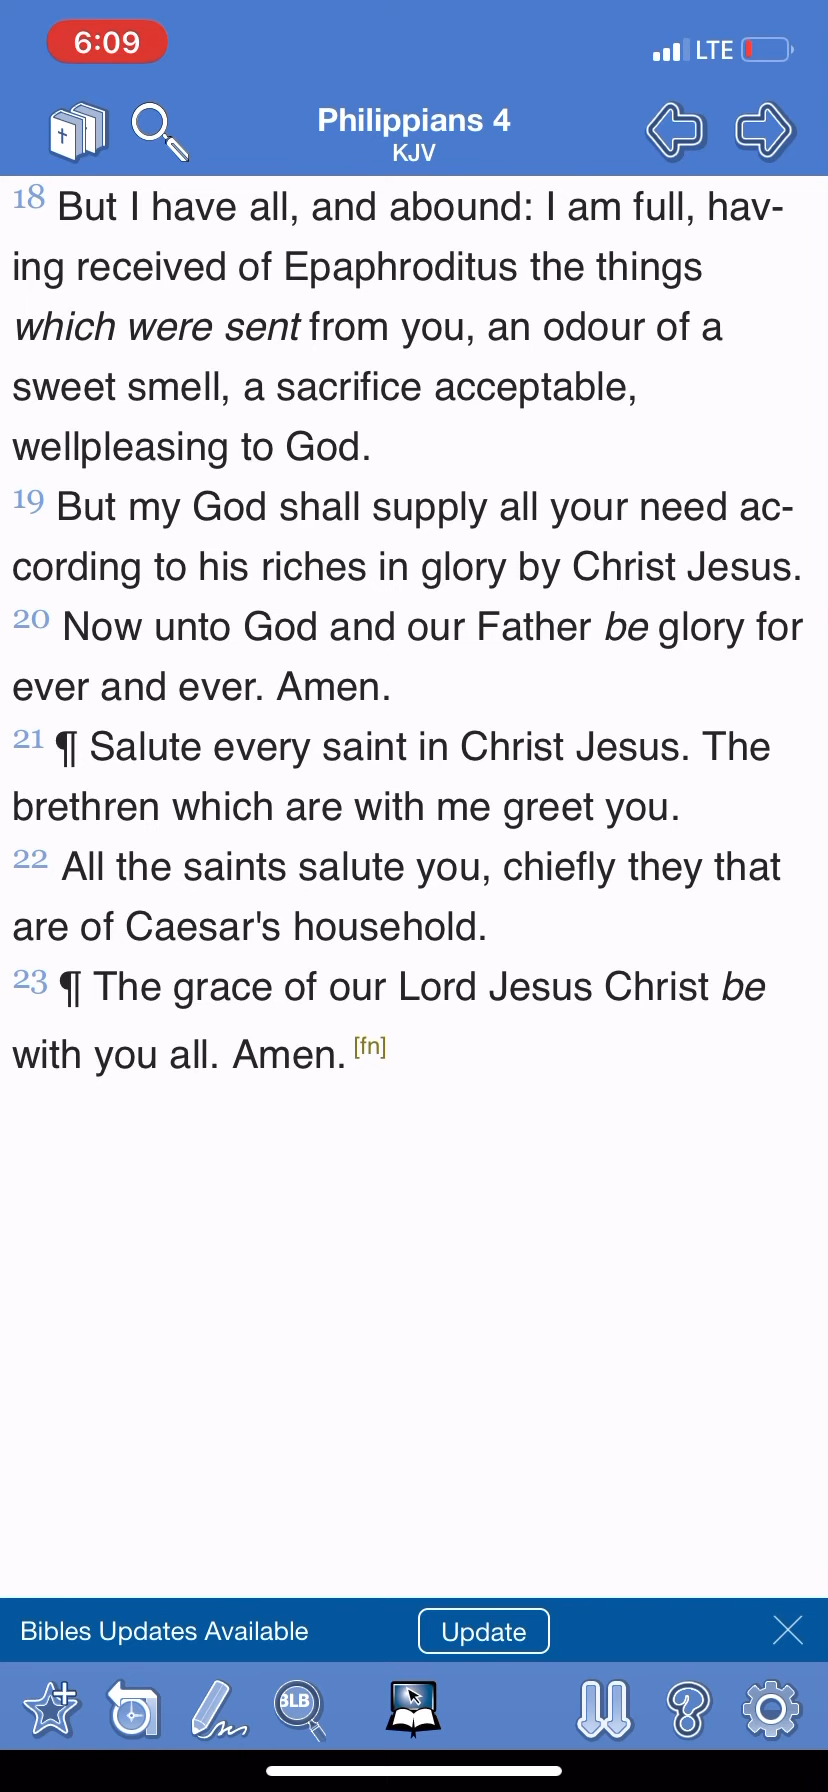 6:09
LTE
Philippians 4
KJV
18 But I have all, and abound: I am full, hav-
ing received of Epaphroditus the things
which were sent from you, an odour of a
sweet smell, a sacrifice acceptable,
wellpleasing to God.
19 But my God shall supply all your need ac-
cording to his riches in glory by Christ Jesus.
20 Now unto God and our Father be glory for
ever and ever. Amen.
21 ¶ Salute every saint in Christ Jesus. The
brethren which are with me greet you.
22 All the saints salute you, chiefly they that
are of Caesar's household.
23 ¶ The grace of our Lord Jesus Christ be
with you all. Amen. [fn]
Bibles Updates Available
Update
BLB